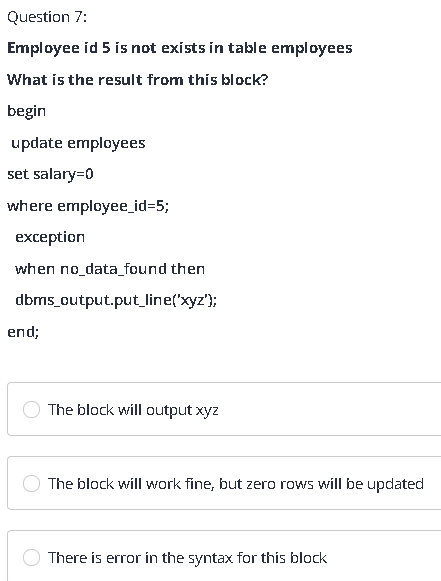 Question 7:
Employee id 5 is not exists in table employees
What is the result from this block?
begin
update employees
set salary=0
where employee_id=5;
exception
when no_data_found then
dbms_output.put_line('xyz');
end;
The block will output xyz
The block will work fine, but zero rows will be updated
There is error in the syntax for this block